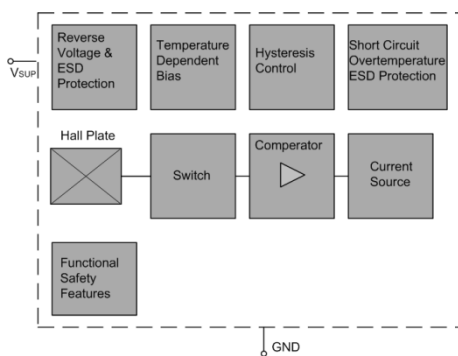 Reverse
Voltage &
ESD
Protection
Temperature
Dependent
Bias
Hysteresis
Control
Short Circuit
Overtemperature
ESD Protection
VSUP
Hall Plate
Switch
Comperator
Current
Source
Functional
Safety
Features
GND